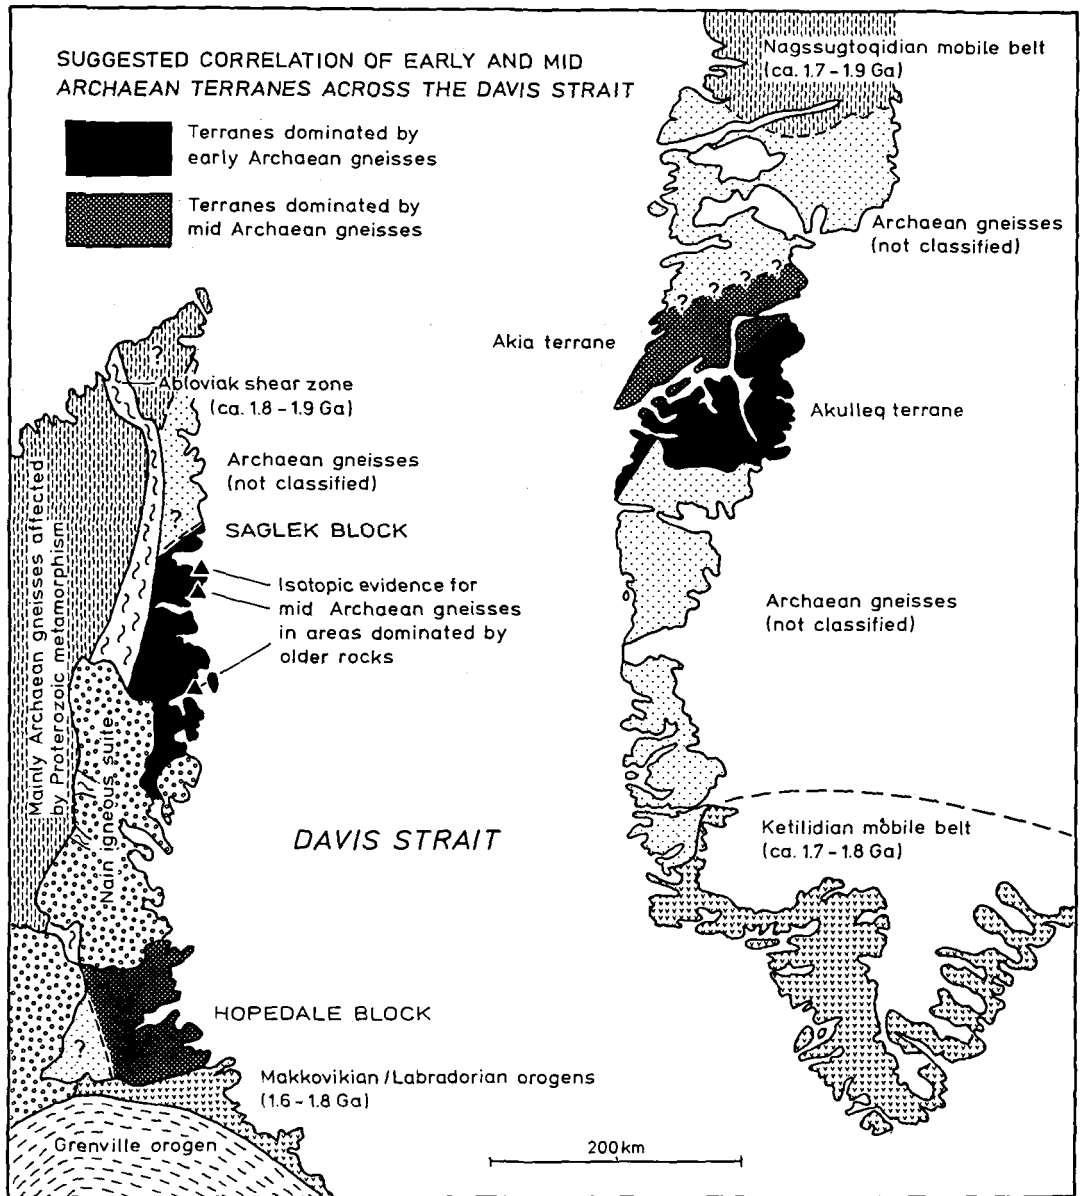 SUGGESTED CORRELATION OF EARLY AND MID
ARCHAEAN TERRANES ACROSS THE DAVIS STRAIT
Terranes dominated by
early Archaean gneisses
Terranes dominated by
mid Archaean gneisses
Nagssugtoqidian mobile belt
(ca. 1.7 - 1.9 Ga)
Archaean gneisses
(not classified)
? ? ? ?
Akia terrane
Akulleq terrane
?
Abloviak shear zone
(ca. 1.8 - 1.9 Ga)
Archaean gneisses
(not classified)
?
SAGLEK BLOCK
Isotopic evidence for
mid Archaean gneisses
in areas dominated by
older rocks
Mainly Archaean gneisses affected
by Proterozoic metamorphism
Nain igneous suite
Archaean gneisses
(not classified)
DAVIS STRAIT
Ketilidian mobile belt
(ca. 1.7 - 1.8 Ga)
HOPEDALE BLOCK
?
Makkovikian / Labradorian orogens
(1.6 - 1.8 Ga)
Grenville orogen
200 km